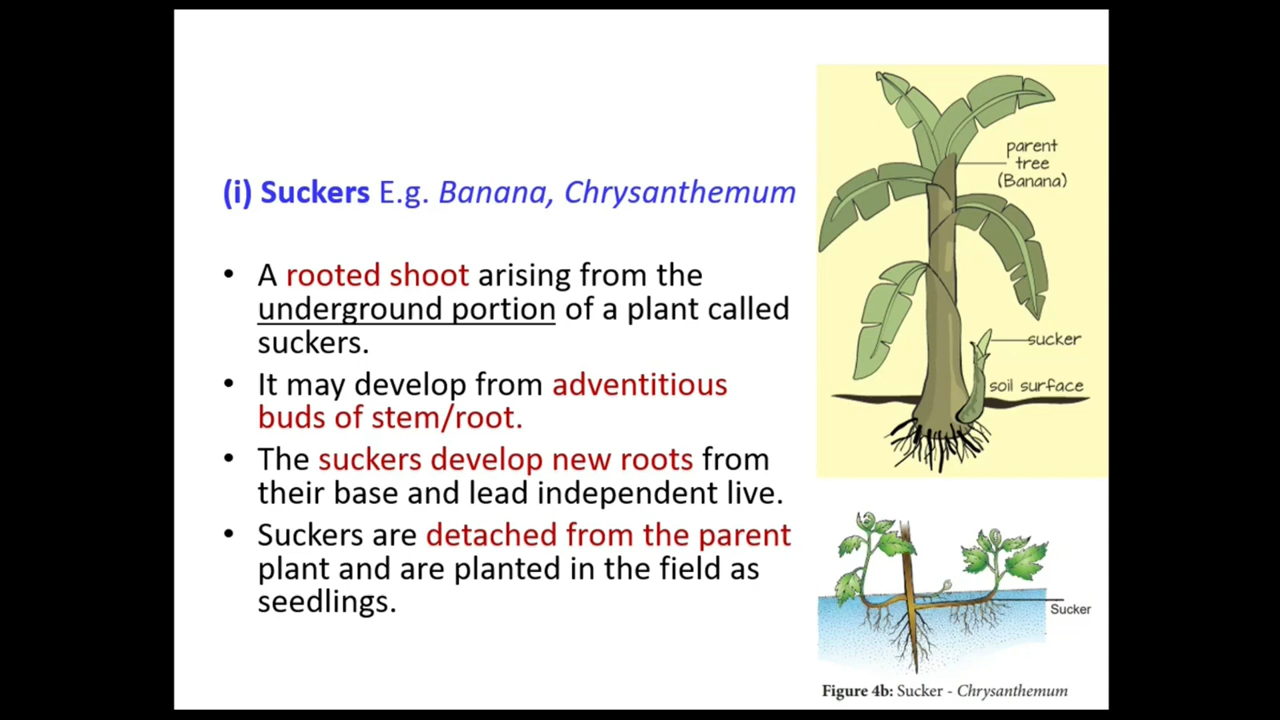 (i) Suckers E.g. Banana, Chrysanthemum
• A rooted shoot arising from the
underground portion of a plant called
suckers.
• It may develop from adventitious
buds of stem/root.
• The suckers develop new roots from
their base and lead independent live.
• Suckers are detached from the parent
plant and are planted in the field as
seedlings.
parent
tree
(Banana)
sucker
soil surface
Sucker
Figure 4b: Sucker - Chrysanthemum